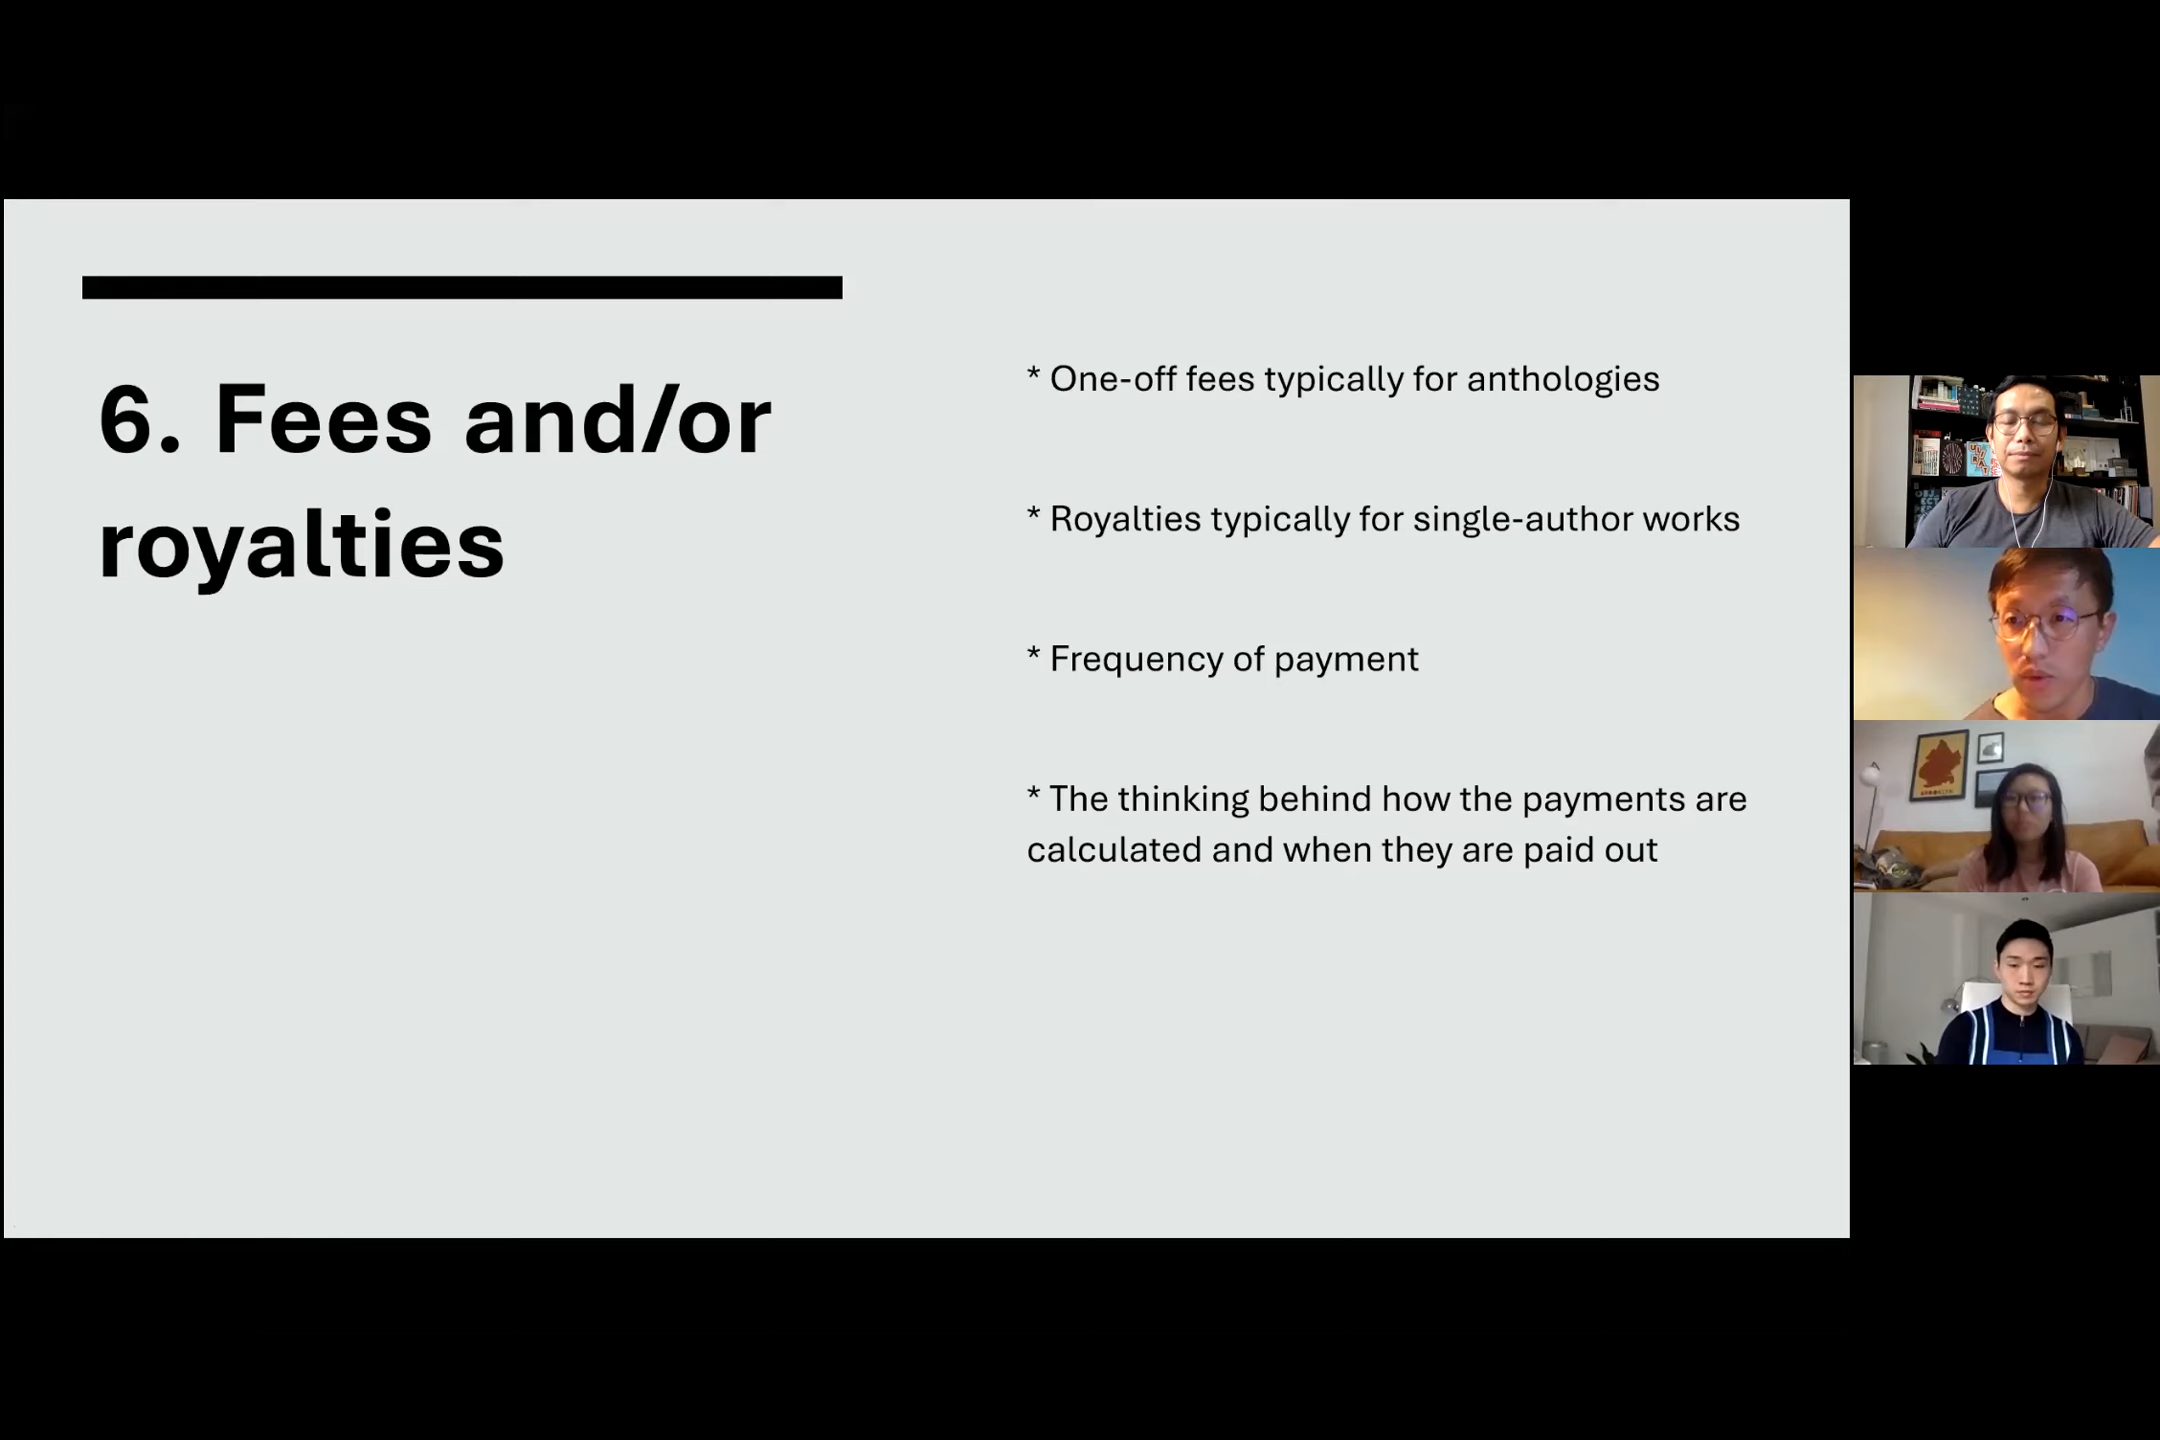 6. Fees and/or
royalties
* One-off fees typically for anthologies
* Royalties typically for single-author works
* Frequency of payment
* The thinking behind how the payments are
calculated and when they are paid out
BROOKLYN